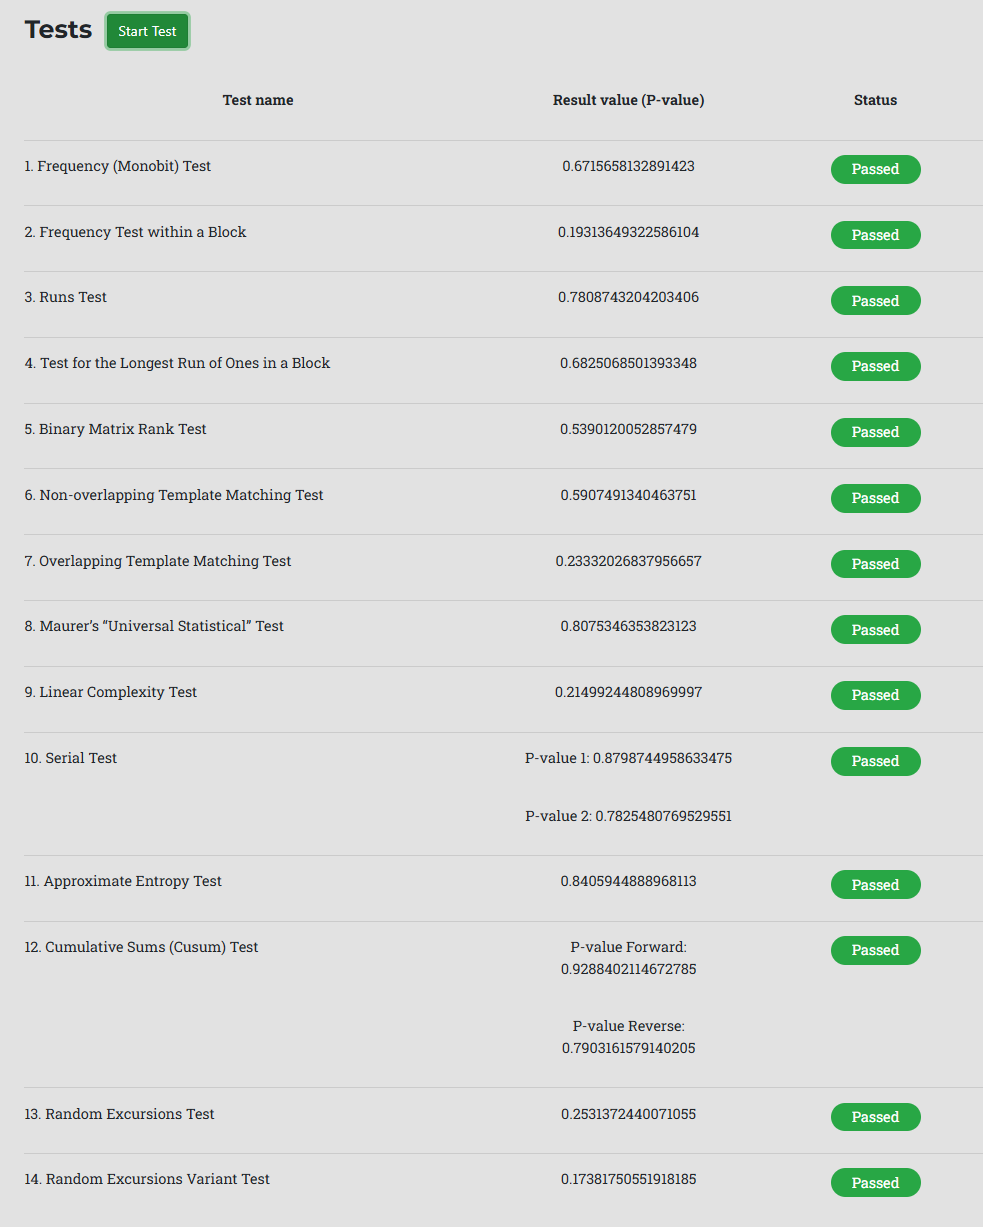 Tests Start Test
Test name Result value (P-value) Status
1. Frequency (Monobit) Test 0.6715658132891423 Passed
2. Frequency Test within a Block 0.19313649322586104 Passed
3. Runs Test 0.7808743204203406 Passed
4. Test for the Longest Run of Ones in a Block 0.6825068501393348 Passed
5. Binary Matrix Rank Test 0.5390120052857479 Passed
6. Non-overlapping Template Matching Test 0.5907491340463751 Passed
7. Overlapping Template Matching Test 0.23332026837956657 Passed
8. Maurer’s “Universal Statistical” Test 0.8075346353823123 Passed
9. Linear Complexity Test 0.21499244808969997 Passed
10. Serial Test P-value 1: 0.8798744958633475 Passed
P-value 2: 0.7825480769529551
11. Approximate Entropy Test 0.8405944888968113 Passed
12. Cumulative Sums (Cusum) Test P-value Forward: Passed
0.9288402114672785
P-value Reverse:
0.7903161579140205
13. Random Excursions Test 0.2531372440071055 Passed
14. Random Excursions Variant Test 0.17381750551918185 Passed